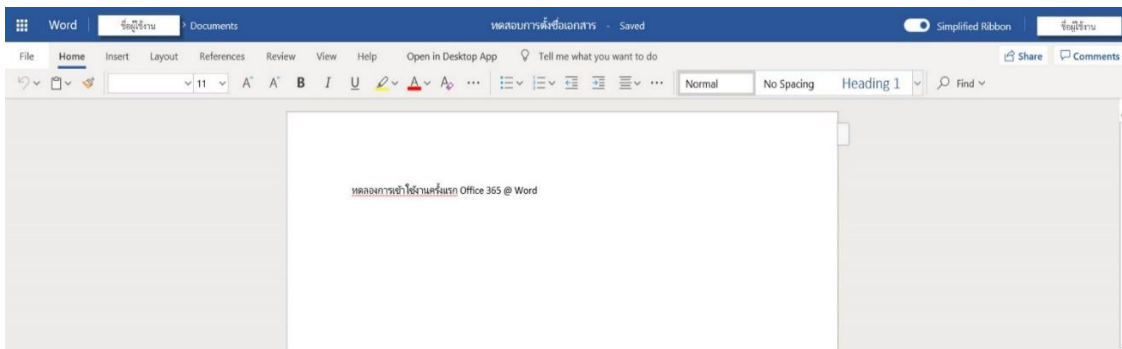 Word ชื่อผู้ใช้งาน › Documents ทดสอบการตั้งชื่อเอกสาร - Saved Simplified Ribbon ชื่อผู้ใช้งาน
File Home Insert Layout References Review View Help Open in Desktop App Tell me what you want to do Share Comments
11 A^ A˅ B I U A A ... ... Normal No Spacing Heading 1 Find
ทดลองการเข้าใช้งานครั้งแรก Office 365 @ Word